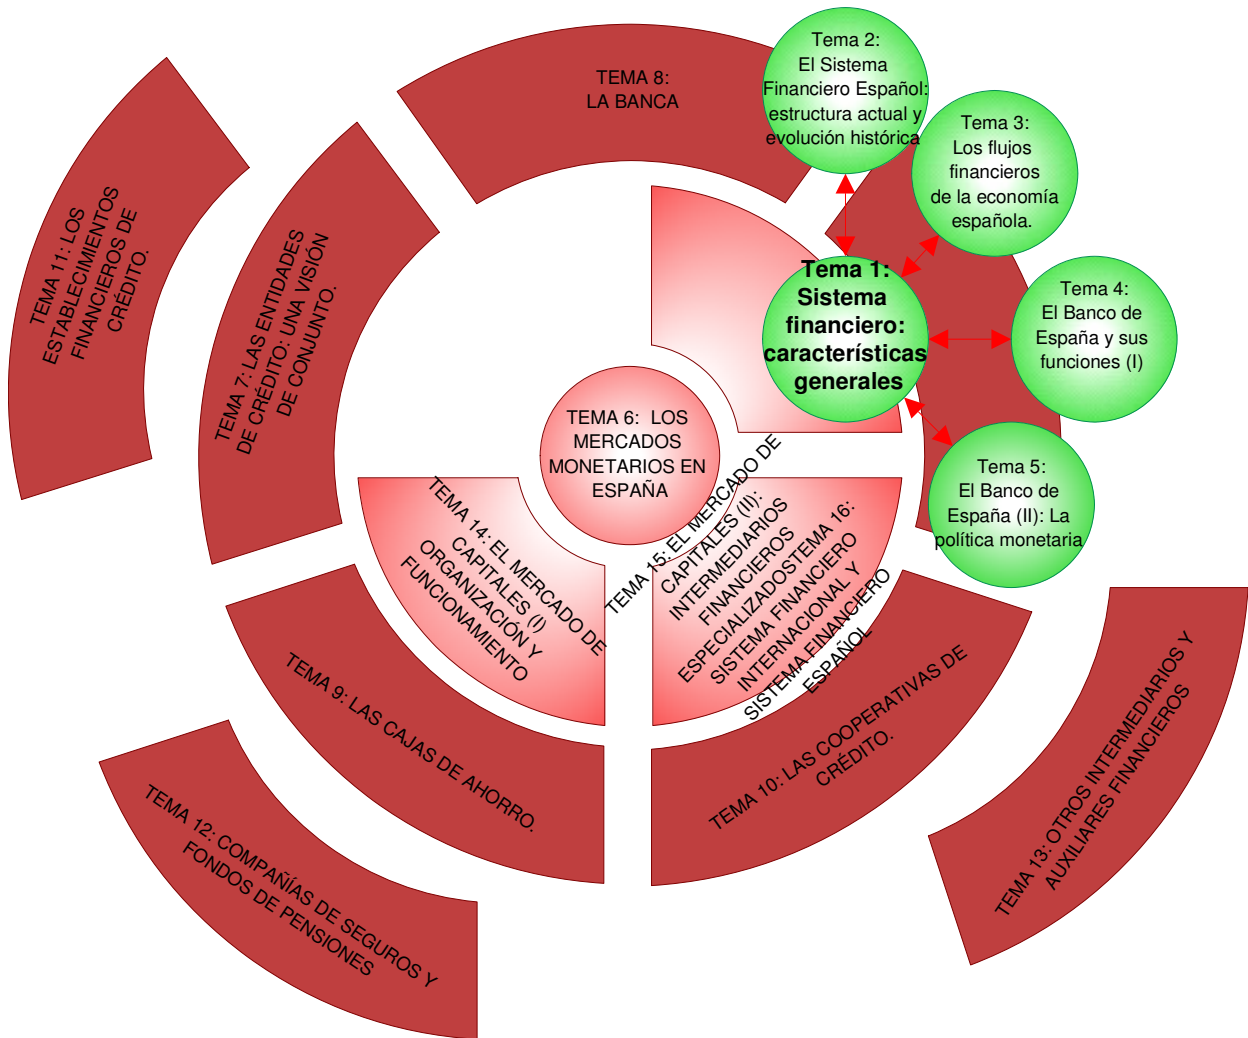 Tema 2:
El Sistema
Financiero Español:
estructura actual y
evolución histórica
Tema 3:
Los flujos
financieros
de la economía
española.
Tema 1:
Sistema
financiero:
características
generales
Tema 4:
El Banco de
España y sus
funciones (I)
Tema 5:
El Banco de
España (II): La
política monetaria
TEMA 6: LOS
MERCADOS
MONETARIOS EN
ESPAÑA
TEMA 7: LAS ENTIDADES
DE CRÉDITO: UNA VISIÓN
DE CONJUNTO.
TEMA 8:
LA BANCA
TEMA 9: LAS CAJAS DE AHORRO.
TEMA 10: LAS COOPERATIVAS DE
CRÉDITO.
TEMA 11: LOS
ESTABLECIMIENTOS
FINANCIEROS DE
CRÉDITO.
TEMA 12: COMPAÑÍAS DE SEGUROS Y
FONDOS DE PENSIONES
TEMA 13: OTROS INTERMEDIARIOS Y
AUXILIARES FINANCIEROS
TEMA 14: EL MERCADO DE
CAPITALES (I)
ORGANIZACIÓN Y
FUNCIONAMIENTO
TEMA 15: EL MERCADO DE
CAPITALES (II):
INTERMEDIARIOS
FINANCIEROS
ESPECIALIZADOSTEMA 16:
SISTEMA FINANCIERO
INTERNACIONAL Y
SISTEMA FINANCIERO
ESPAÑOL